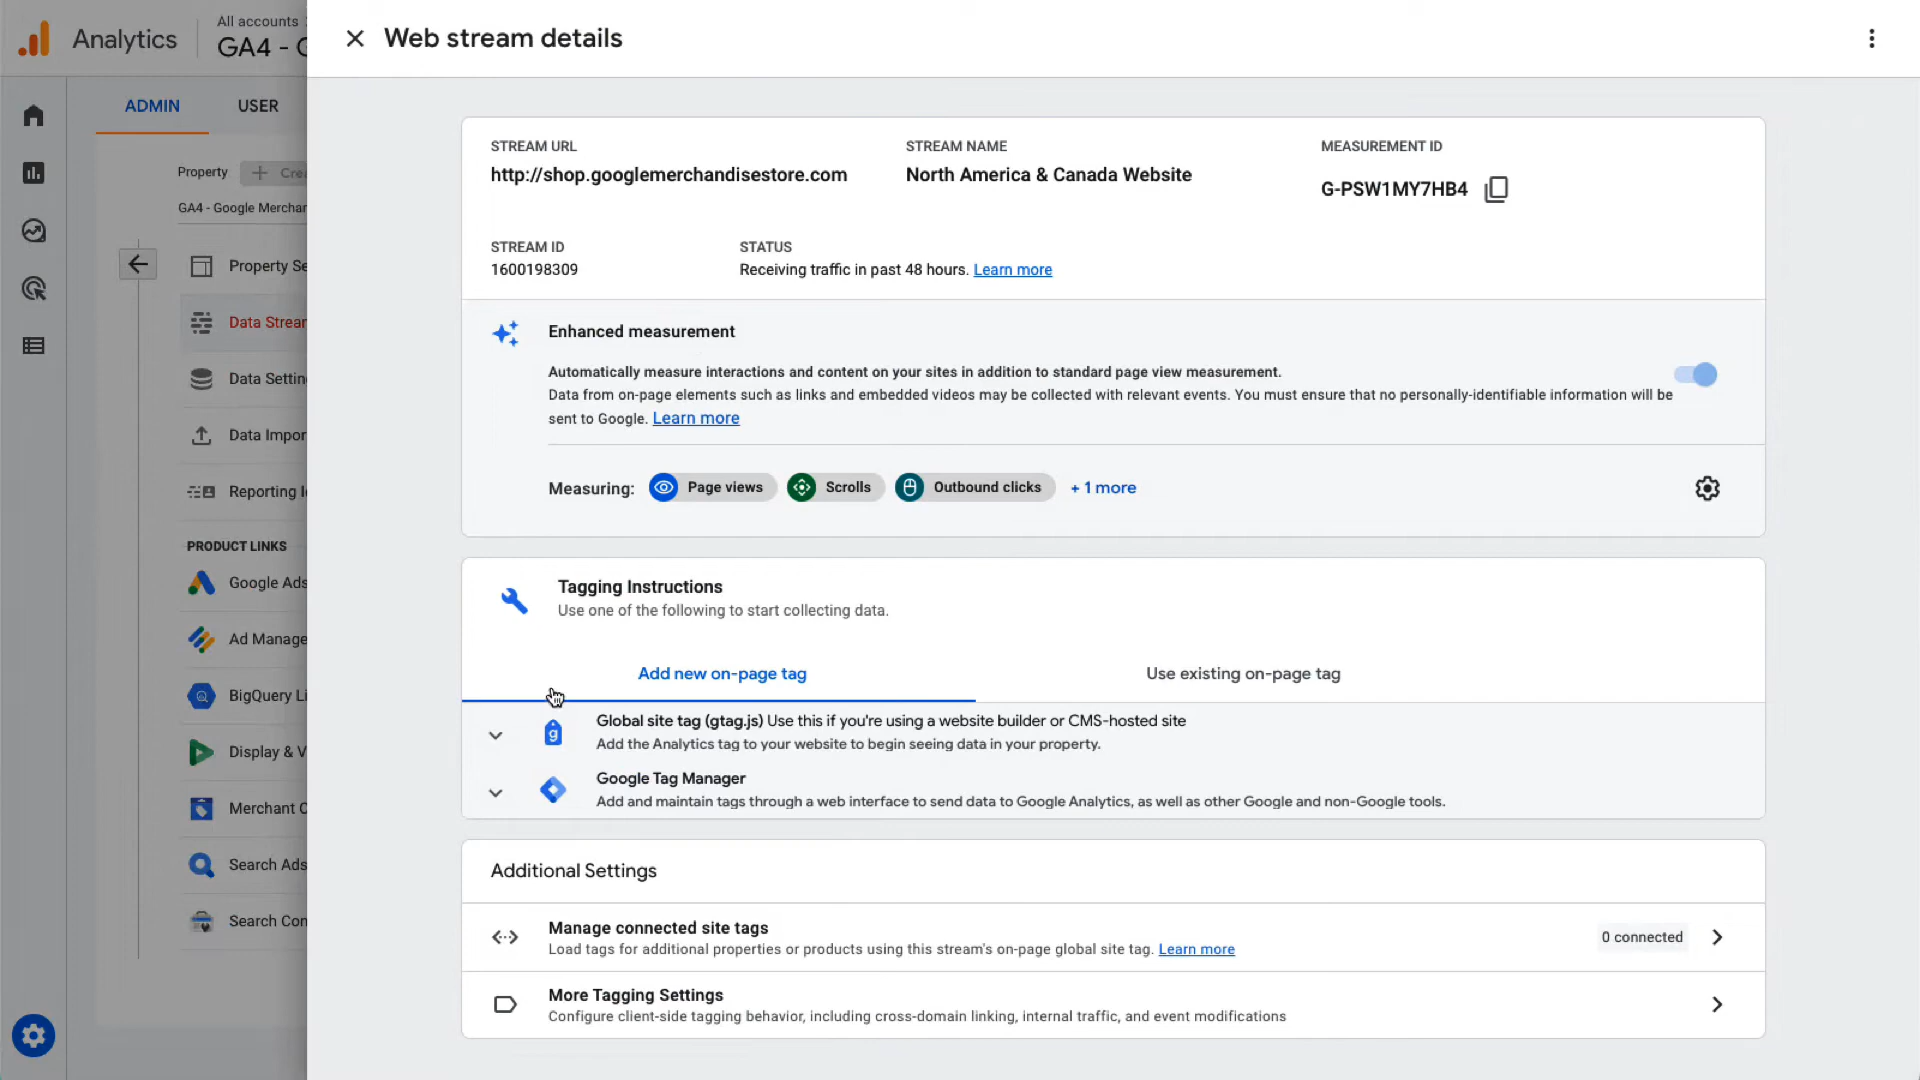 Analytics
All accounts
GA4 - G
Web stream details
ADMIN
USER
Property
Cre
GA4 - Google Merchan
Property Se
Data Strear
Data Settin
Data Impor
Reporting I
PRODUCT LINKS
Google Ads
Ad Manage
BigQuery Li
Display & V
Merchant C
Search Ads
Search Con
STREAM URL
http://shop.googlemerchandisestore.com
STREAM NAME
North America & Canada Website
MEASUREMENT ID
G-PSW1MY7HB4
STREAM ID
1600198309
STATUS
Receiving traffic in past 48 hours. Learn more
Enhanced measurement
Automatically measure interactions and content on your sites in addition to standard page view measurement.
Data from on-page elements such as links and embedded videos may be collected with relevant events. You must ensure that no personally-identifiable information will be
sent to Google. Learn more
Measuring:
Page views
Scrolls
Outbound clicks
+ 1 more
Tagging Instructions
Use one of the following to start collecting data.
Add new on-page tag
Use existing on-page tag
g
Global site tag (gtag.js) Use this if you're using a website builder or CMS-hosted site
Add the Analytics tag to your website to begin seeing data in your property.
Google Tag Manager
Add and maintain tags through a web interface to send data to Google Analytics, as well as other Google and non-Google tools.
Additional Settings
Manage connected site tags
Load tags for additional properties or products using this stream's on-page global site tag. Learn more
0 connected
More Tagging Settings
Configure client-side tagging behavior, including cross-domain linking, internal traffic, and event modifications